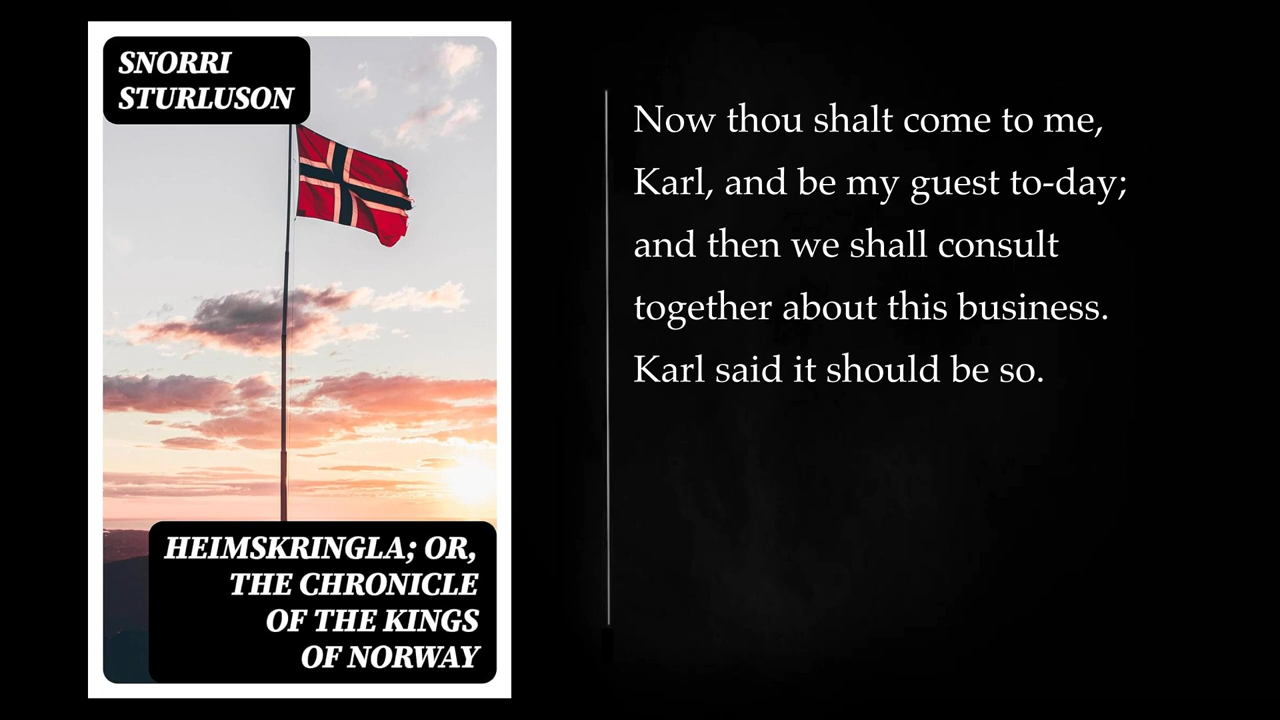 SNORRI
STURLUSON
HEIMSKRINGLA; OR,
THE CHRONICLE
OF THE KINGS
OF NORWAY
Now thou shalt come to me,
Karl, and be my guest to-day;
and then we shall consult
together about this business.
Karl said it should be so.